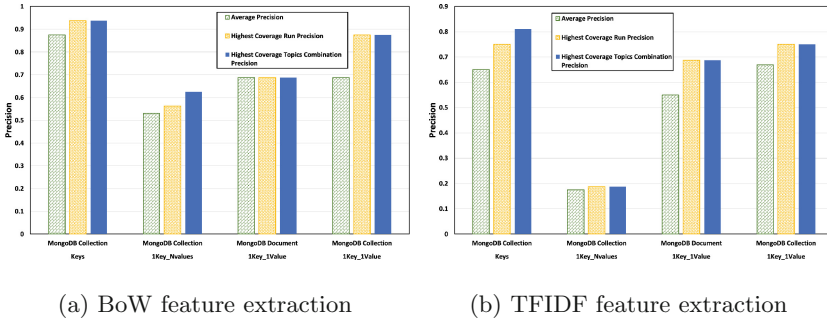 1
0.9
0.8
0.7
0.6
0.5
0.4
0.3
0.2
0.1
0
Precision
Average Precision
Highest Coverage Run Precision
Highest Coverage Topics Combination
Precision
MongoDB Collection MongoDB Collection MongoDB Document MongoDB Collection
Keys 1Key_Nvalues 1Key_1Value 1Key_1Value
(a) BoW feature extraction
0.9
0.8
0.7
0.6
0.5
0.4
0.3
0.2
0.1
0
Precision
Average Precision
Highest Coverage Run Precision
Highest Coverage Topics Combination
Precision
MongoDB Collection MongoDB Collection MongoDB Document MongoDB Collection
Keys 1Key_Nvalues 1Key_1Value 1Key_1Value
(b) TFIDF feature extraction